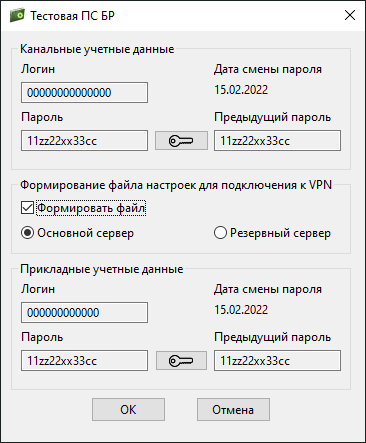 Тестовая ПС БР
Канальные учетные данные
Логин Дата смены пароля
00000000000000 15.02.2022
Пароль Предыдущий пароль
11zz22xx33cc 11zz22xx33cc
Формирование файла настроек для подключения к VPN
Формировать файл
Основной сервер Резервный сервер
Прикладные учетные данные
Логин Дата смены пароля
000000000000 15.02.2022
Пароль Предыдущий пароль
11zz22xx33cc 11zz22xx33cc
ОК Отмена